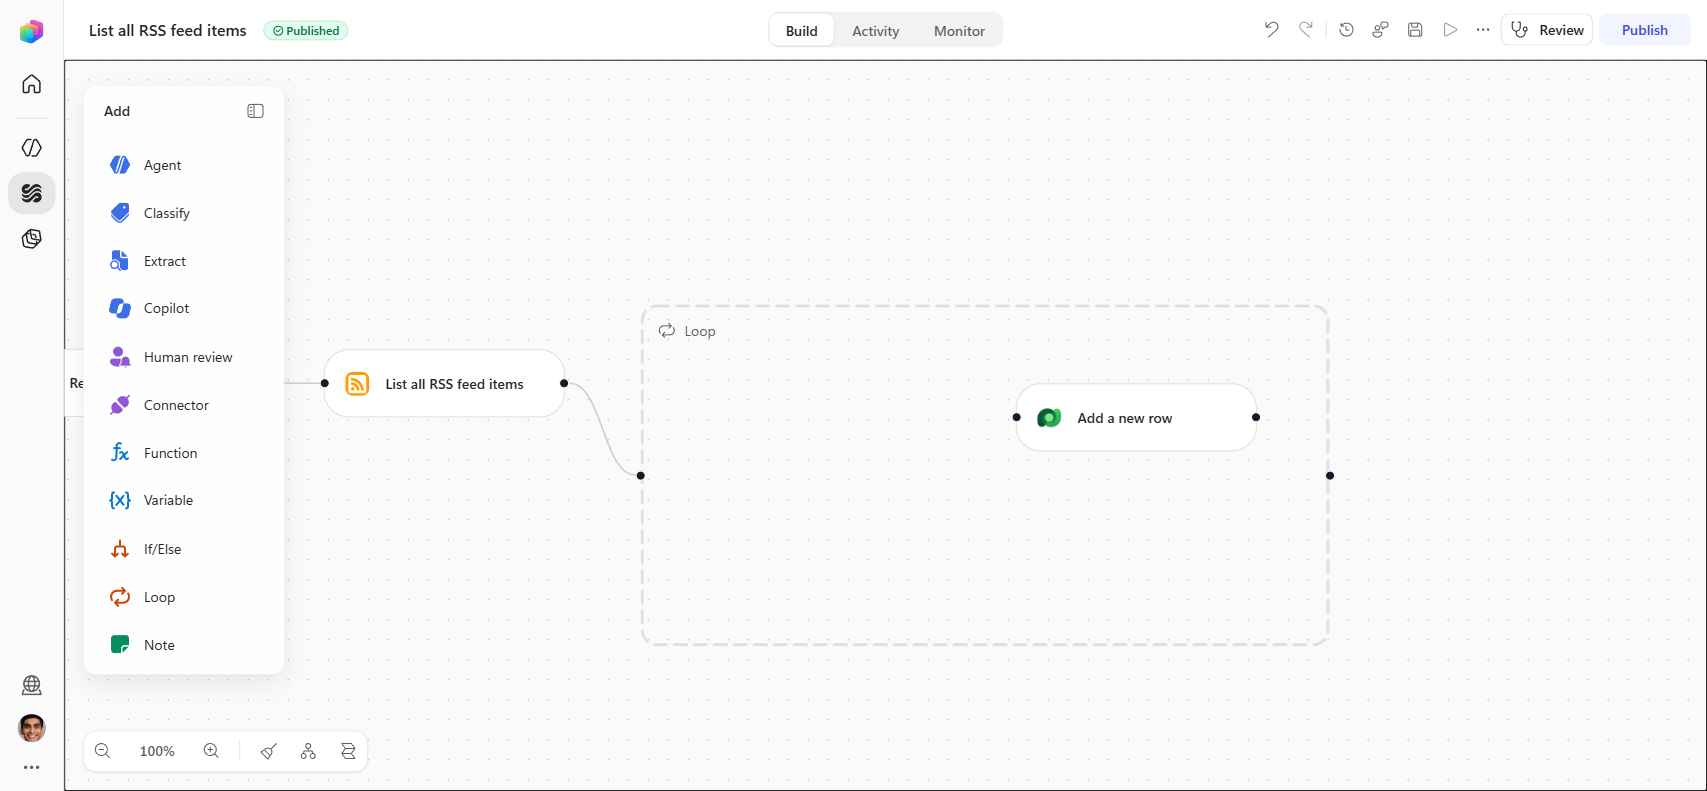 List all RSS feed items
Published
Build
Activity
Monitor
Review
Publish
Add
Agent
Classify
Extract
Copilot
Human review
Connector
Function
Variable
If/Else
Loop
Note
Re
List all RSS feed items
Loop
Add a new row
100%